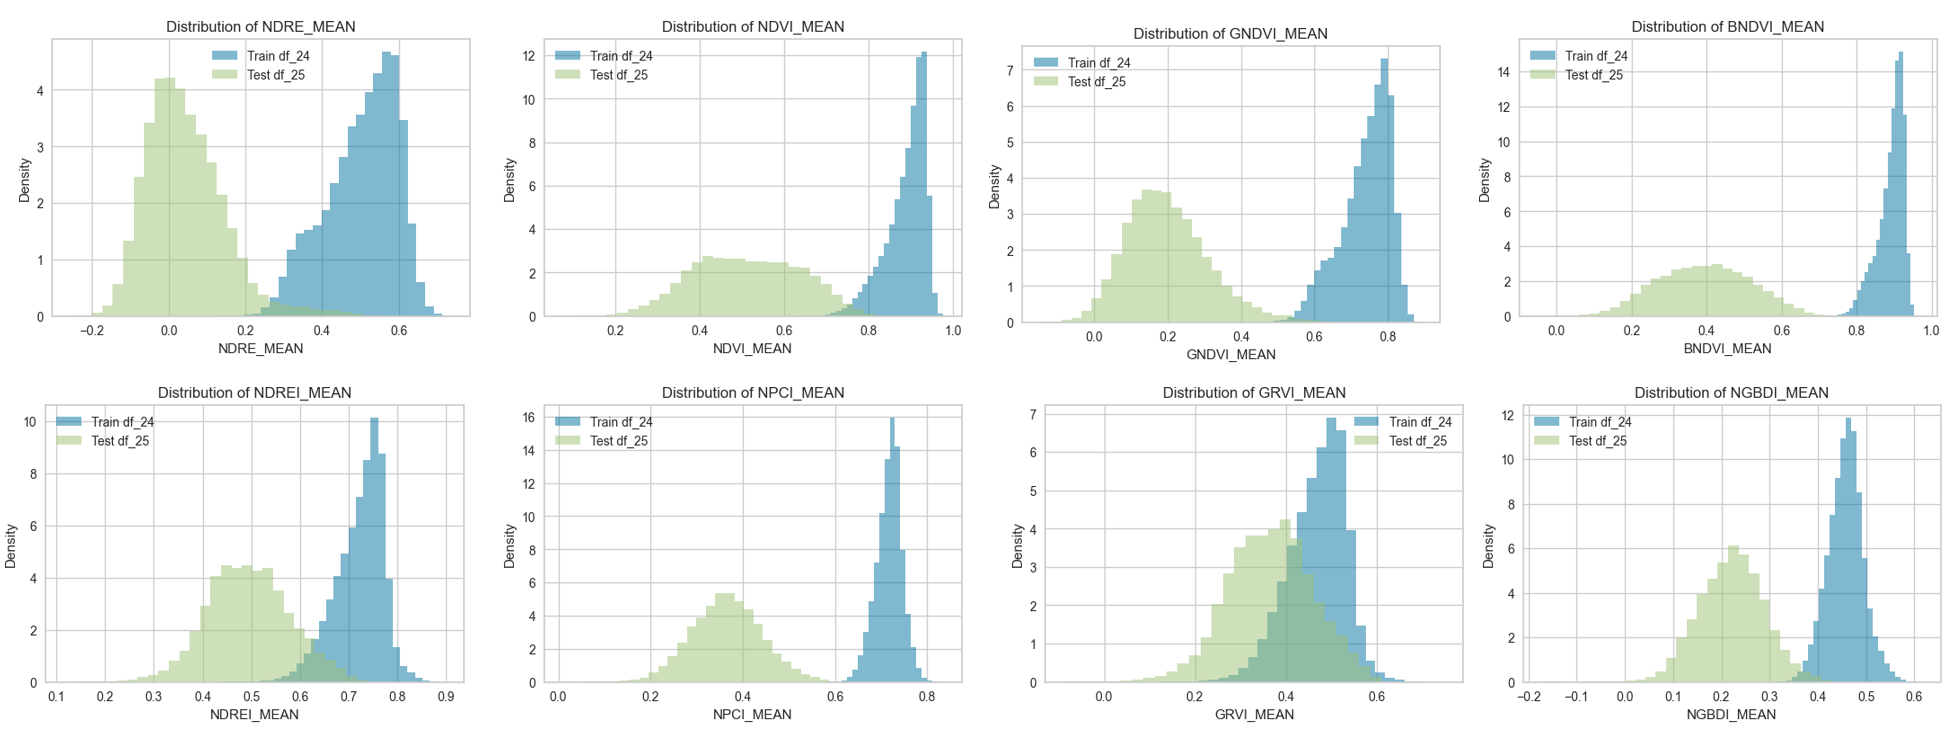 Distribution of NDRE_MEAN
Train df_24
Test df_25
Density
4
3
2
1
0
−0.2 0.0 0.2 0.4 0.6
NDRE_MEAN
Distribution of NDVI_MEAN
Train df_24
Test df_25
Density
12
10
8
6
4
2
0
0.2 0.4 0.6 0.8 1.0
NDVI_MEAN
Distribution of GNDVI_MEAN
Train df_24
Test df_25
Density
7
6
5
4
3
2
1
0
0.0 0.2 0.4 0.6 0.8
GNDVI_MEAN
Distribution of BNDVI_MEAN
Train df_24
Test df_25
Density
14
12
10
8
6
4
2
0
0.0 0.2 0.4 0.6 0.8 1.0
BNDVI_MEAN
Distribution of NDREI_MEAN
Train df_24
Test df_25
Density
10
8
6
4
2
0
0.1 0.2 0.3 0.4 0.5 0.6 0.7 0.8 0.9
NDREI_MEAN
Distribution of NPCI_MEAN
Train df_24
Test df_25
Density
16
14
12
10
8
6
4
2
0
0.0 0.2 0.4 0.6 0.8
NPCI_MEAN
Distribution of GRVI_MEAN
Train df_24
Test df_25
Density
7
6
5
4
3
2
1
0
0.0 0.2 0.4 0.6
GRVI_MEAN
Distribution of NGBDI_MEAN
Train df_24
Test df_25
Density
12
10
8
6
4
2
0
−0.2 −0.1 0.0 0.1 0.2 0.3 0.4 0.5 0.6
NGBDI_MEAN